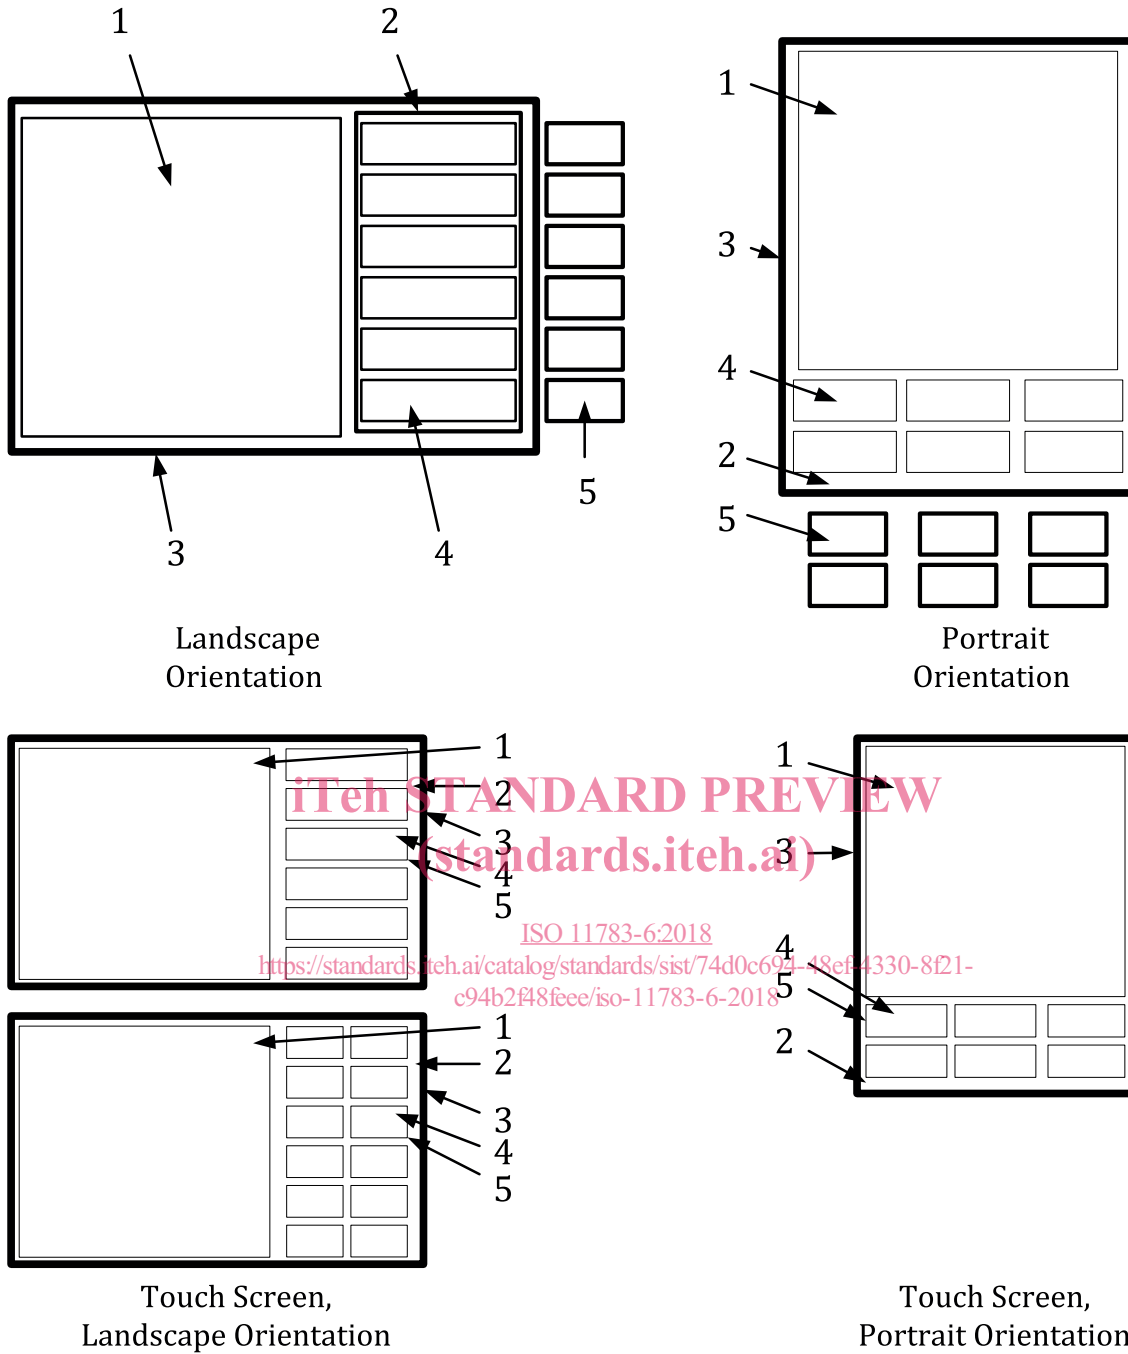 1
2
3
4
5
Landscape
Orientation
1
3
4
2
5
Portrait
Orientation
1
2
3
4
5
1
2
3
4
5
Touch Screen,
Landscape Orientation
1
3
4
5
2
Touch Screen,
Portrait Orientation
iTeh STANDARD PREVIEW
(standards.iteh.ai)
ISO 11783-6:2018
https://standards.iteh.ai/catalog/standards/sist/74d0c694-48ef-4330-8f21-
c94b2f48feee/iso-11783-6-2018